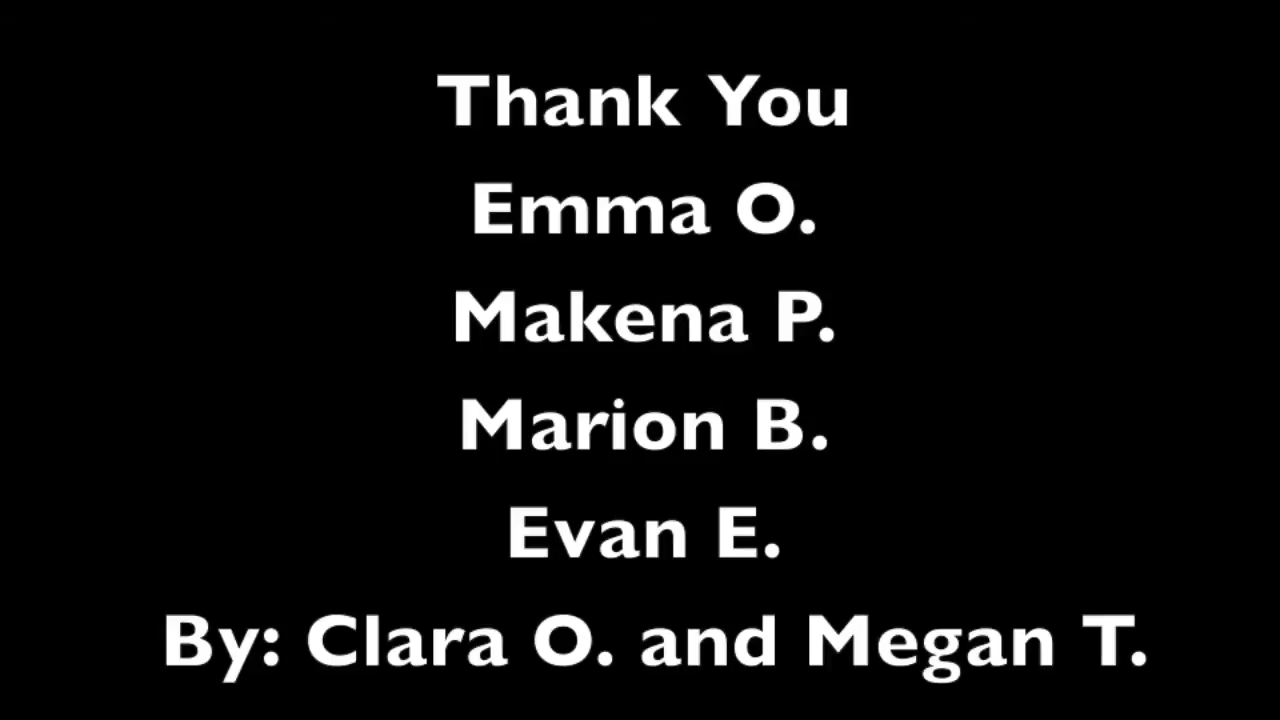 Thank You
Emma O.
Makena P.
Marion B.
Evan E.
By: Clara O. and Megan T.